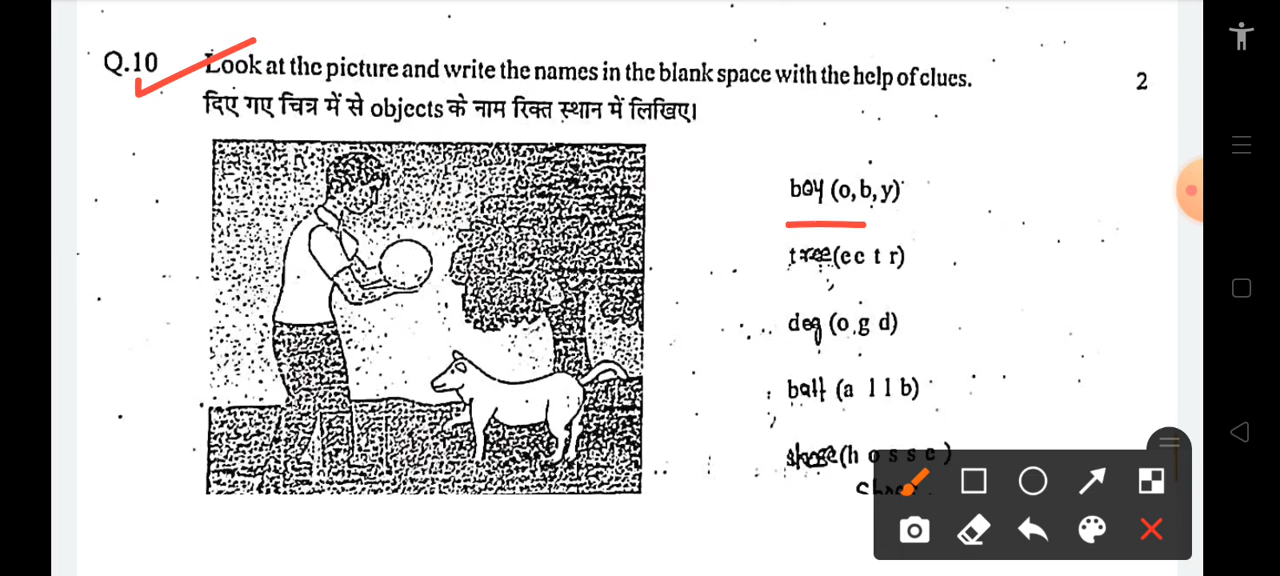 Q.10 Look at the picture and write the names in the blank space with the help of clues. 2
दिए गए चित्र में से objects के नाम रिक्त स्थान में लिखिए।
boy (o, b, y)
tree (e e t r)
dog (o, g d)
ball (a l l b)
(h o s s e)